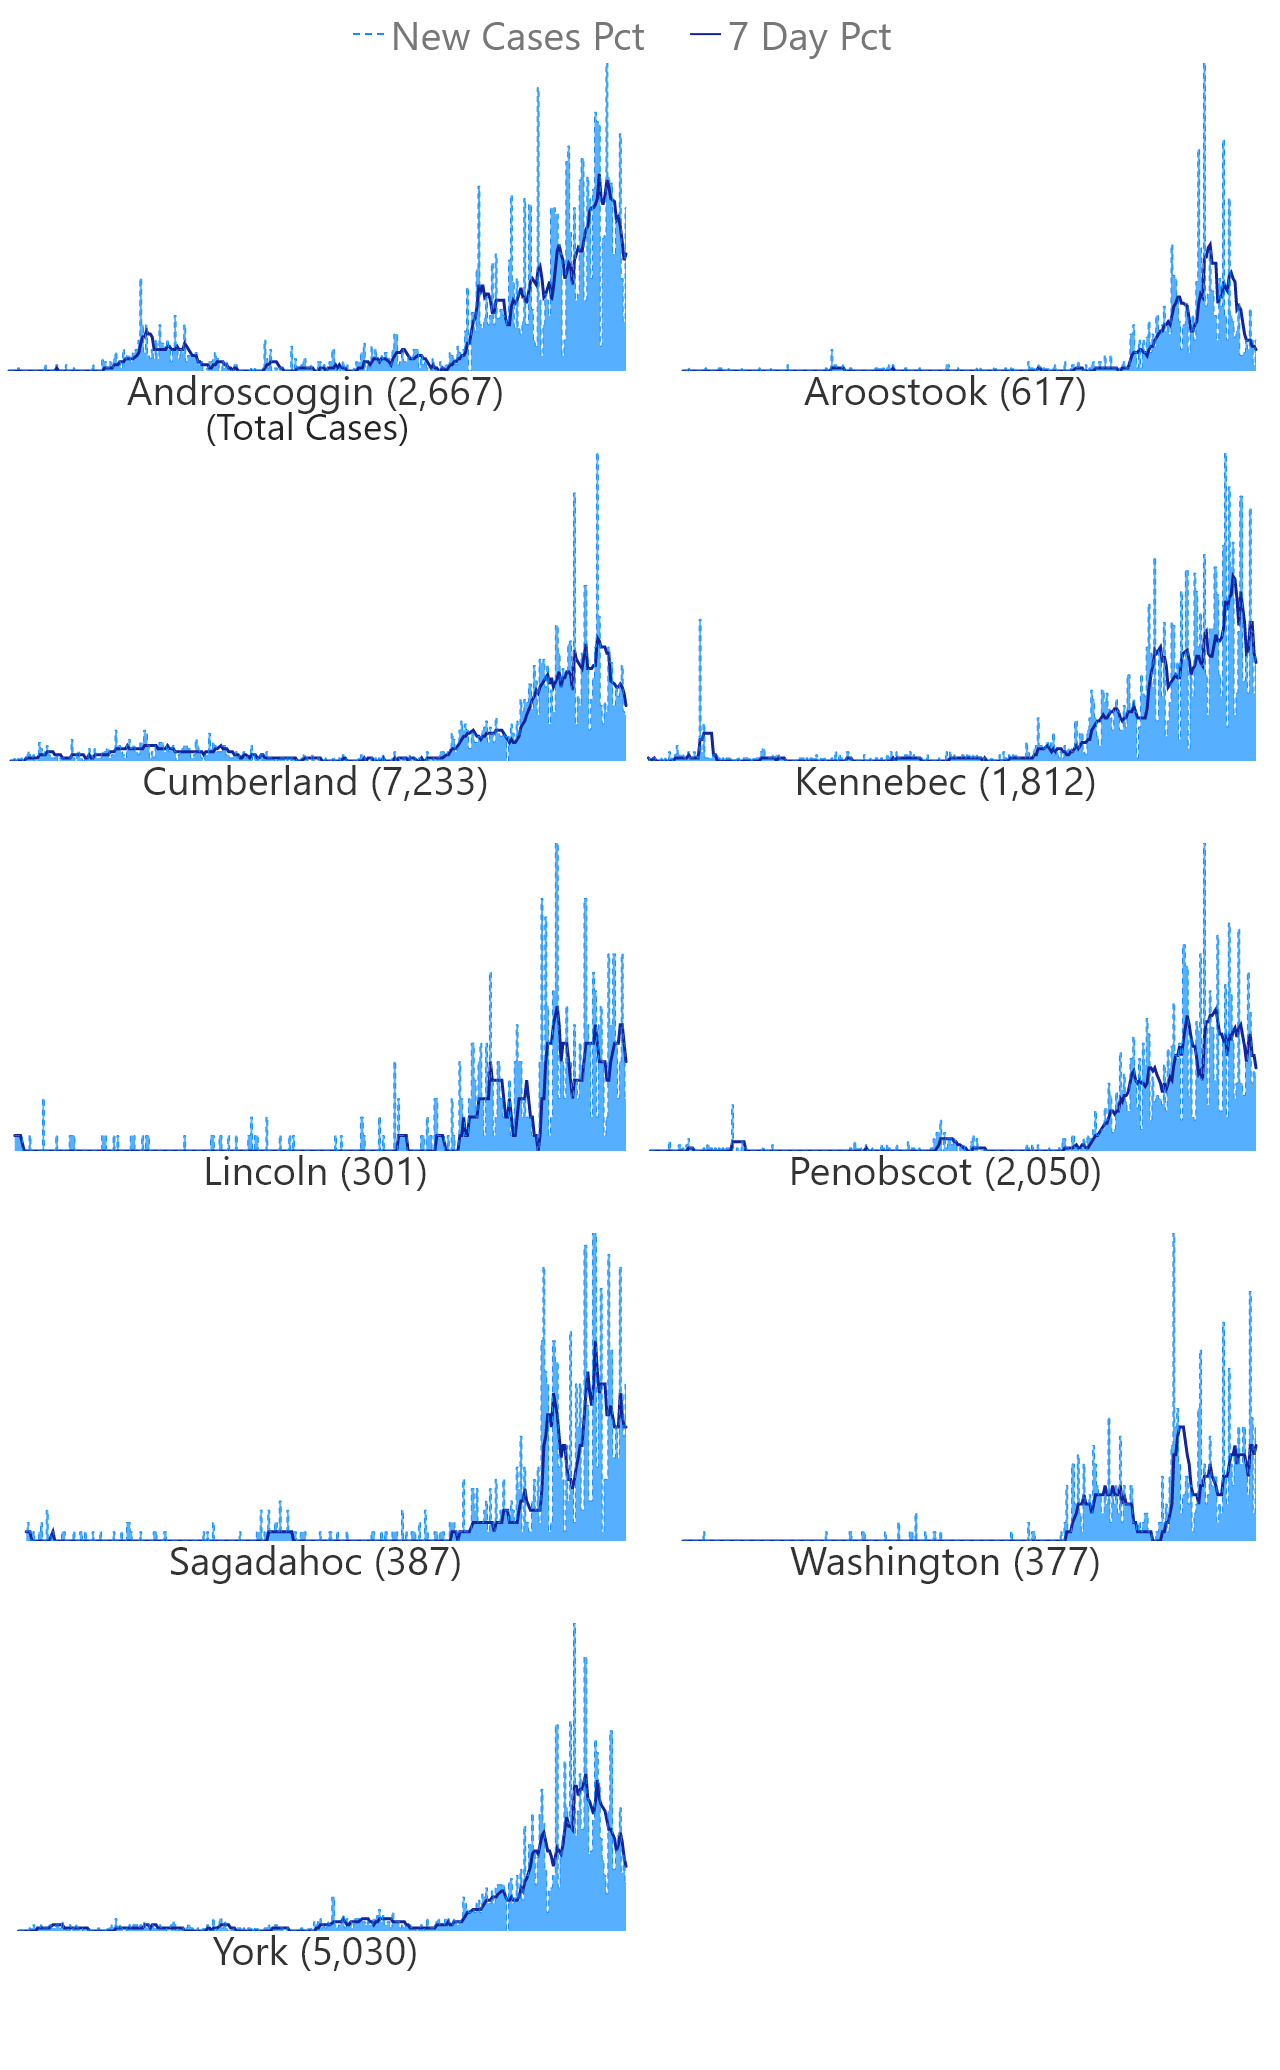 New Cases Pct 7 Day Pct
Androscoggin (2,667)
(Total Cases)
Aroostook (617)
Cumberland (7,233)
Kennebec (1,812)
Lincoln (301)
Penobscot (2,050)
Sagadahoc (387)
Washington (377)
York (5,030)